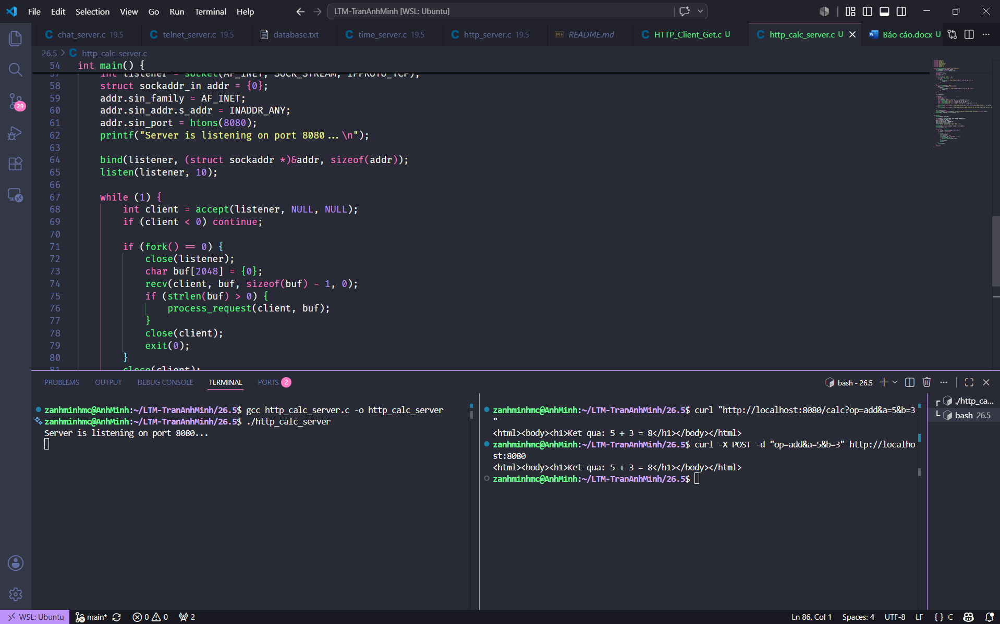 File Edit Selection View Go Run Terminal Help
LTM-TranAnhMinh [WSL: Ubuntu]
chat_server.c 19.5
telnet_server.c 19.5
database.txt
time_server.c 19.5
http_server.c 19.5
README.md
HTTP_Client_Get.c U
http_calc_server.c U
Báo cáo.docx U
26.5 > http_calc_server.c
54 int main() {
57 int listener = socket(AF_INET, SOCK_STREAM, IPPROTO_TCP);
58 struct sockaddr_in addr = {0};
59 addr.sin_family = AF_INET;
60 addr.sin_addr.s_addr = INADDR_ANY;
61 addr.sin_port = htons(8080);
62 printf("Server is listening on port 8080...\n");
63
64 bind(listener, (struct sockaddr *)&addr, sizeof(addr));
65 listen(listener, 10);
66
67 while (1) {
68 int client = accept(listener, NULL, NULL);
69 if (client < 0) continue;
70
71 if (fork() == 0) {
72 close(listener);
73 char buf[2048] = {0};
74 recv(client, buf, sizeof(buf) - 1, 0);
75 if (strlen(buf) > 0) {
76 process_request(client, buf);
77 }
78 close(client);
79 exit(0);
80 }
81 close(client);
29
PROBLEMS OUTPUT DEBUG CONSOLE TERMINAL PORTS 2
bash - 26.5
zanhminhmc@AnhMinh:~/LTM-TranAnhMinh/26.5$ gcc http_calc_server.c -o http_calc_server
zanhminhmc@AnhMinh:~/LTM-TranAnhMinh/26.5$ ./http_calc_server
Server is listening on port 8080...
zanhminhmc@AnhMinh:~/LTM-TranAnhMinh/26.5$ curl "http://localhost:8080/calc?op=add&a=5&b=3
"
<html><body><h1>Ket qua: 5 + 3 = 8</h1></body></html>
zanhminhmc@AnhMinh:~/LTM-TranAnhMinh/26.5$ curl -X POST -d "op=add&a=5&b=3" http://localho
st:8080
<html><body><h1>Ket qua: 5 + 3 = 8</h1></body></html>
zanhminhmc@AnhMinh:~/LTM-TranAnhMinh/26.5$
./http_ca...
bash 26.5
WSL: Ubuntu main* 0 0 2
Ln 86, Col 1 Spaces: 4 UTF-8 LF {} C